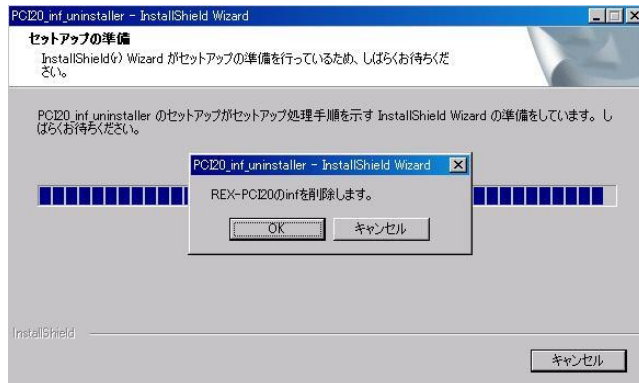 PCI20_inf_uninstaller - InstallShield Wizard
セットアップの準備
InstallShield(r) Wizard がセットアップの準備を行っているため、しばらくお待ちくだ
さい。
PCI20_inf_uninstaller のセットアップがセットアップ処理手順を示す InstallShield Wizard の準備をしています。し
ばらくお待ちください。
PCI20_inf_uninstaller - InstallShield Wizard
REX-PCI20のinfを削除します。
OK
キャンセル
InstallShield
キャンセル